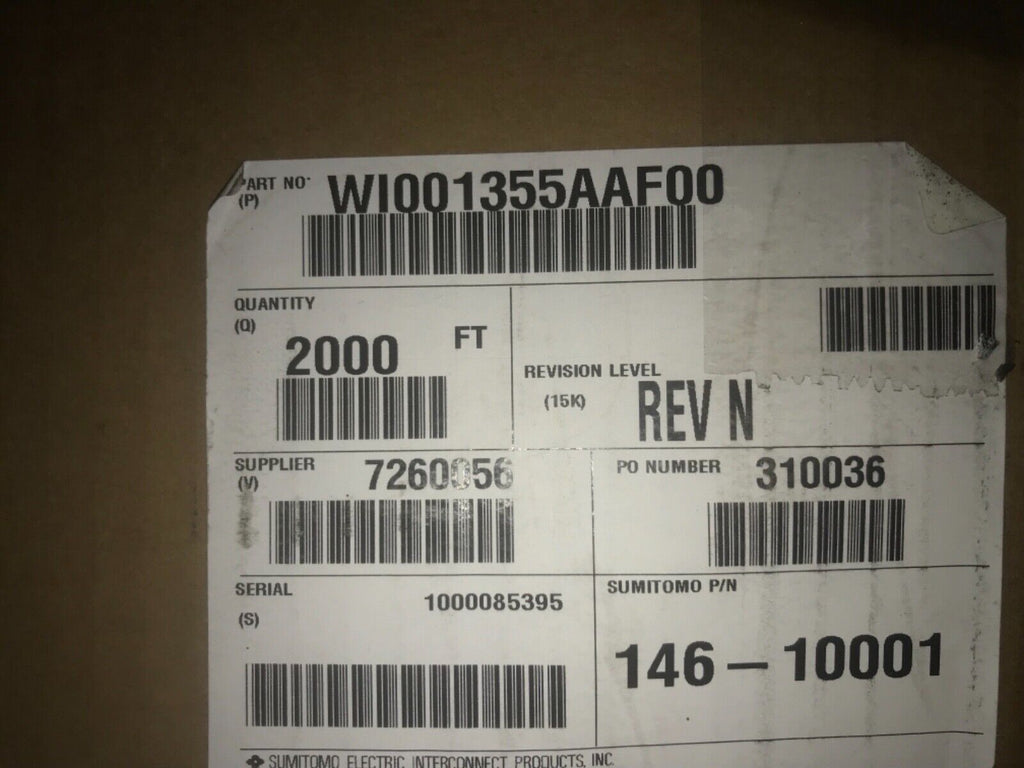 PART NO.
(P)
WI001355AAF00
QUANTITY
(Q)
2000 FT
REVISION LEVEL
(15K)
REV N
SUPPLIER
(V)
7260056
PO NUMBER
310036
SERIAL
(S)
1000085395
SUMITOMO P/N
146 – 10001
SUMITOMO ELECTRIC INTERCONNECT PRODUCTS, INC.